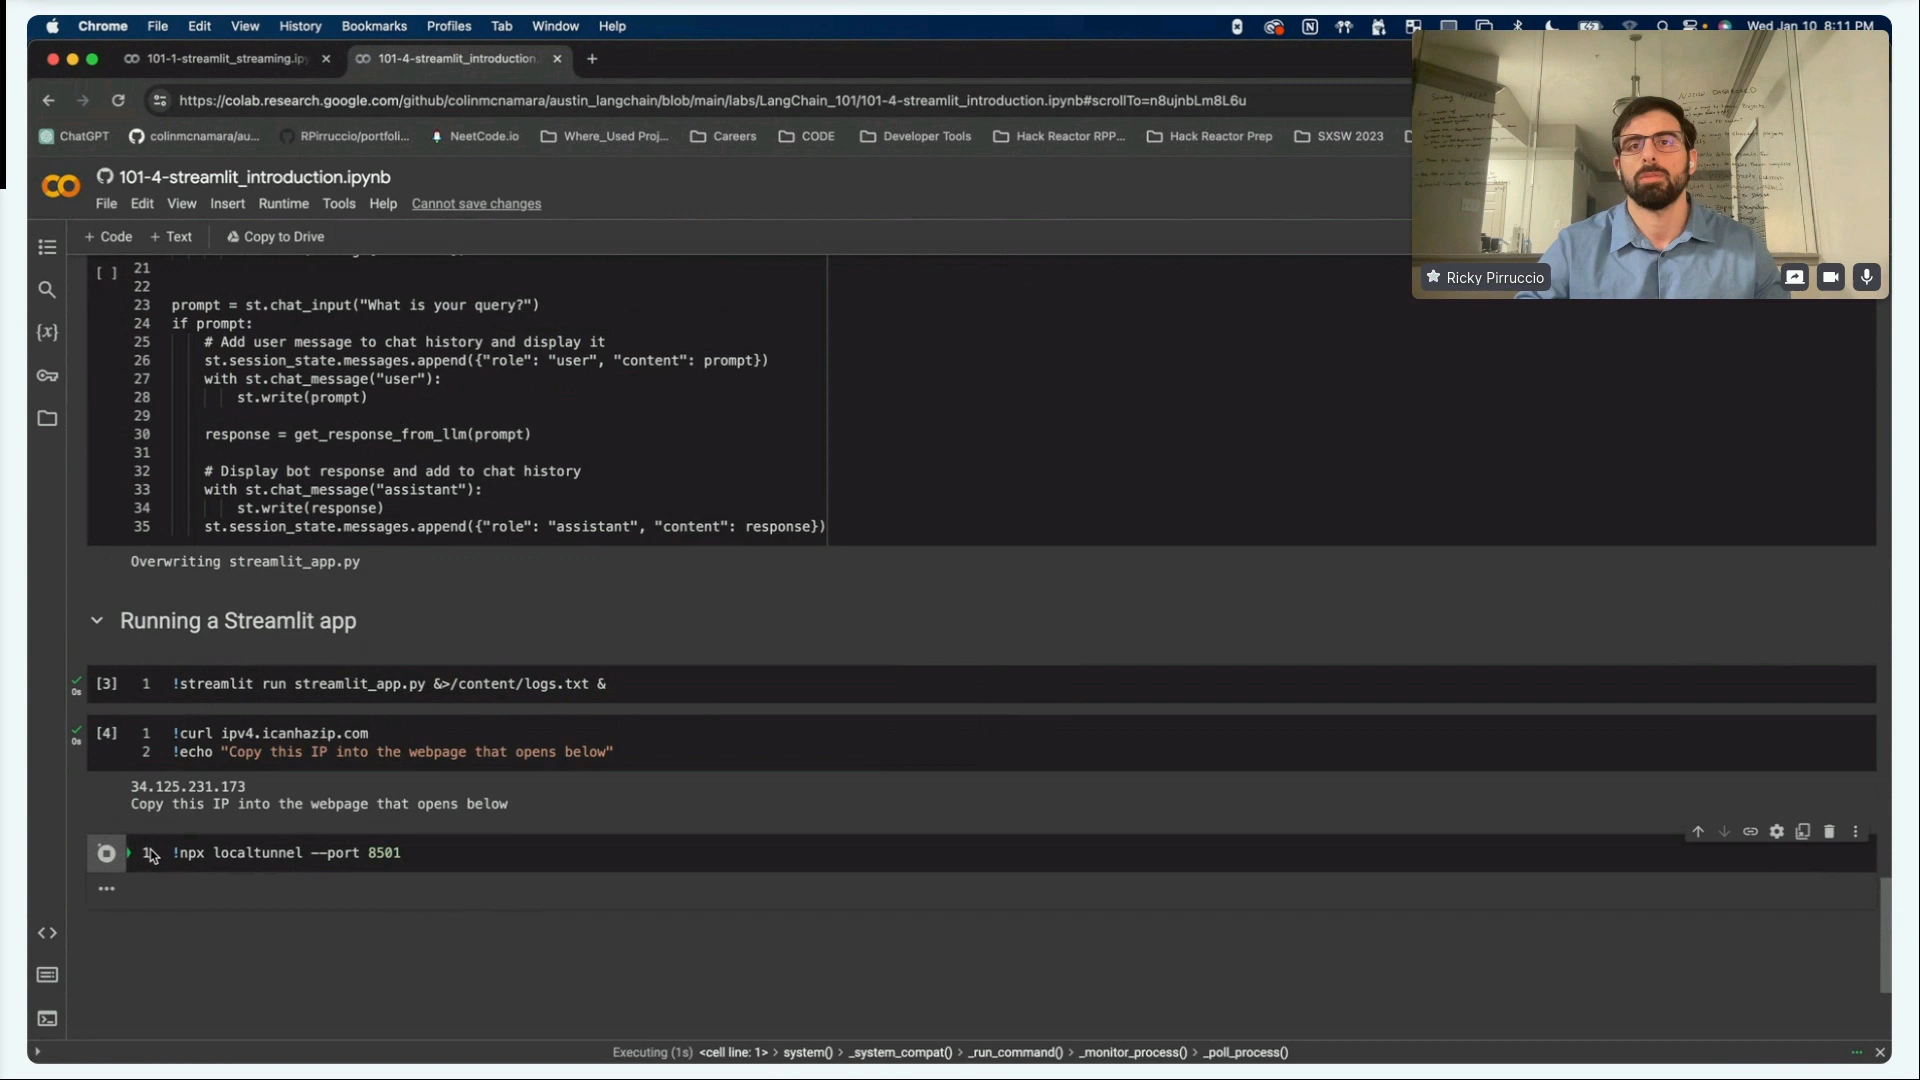 Chrome File Edit View History Bookmarks Profiles Tab Window Help
Wed Jan 10 8:11 PM
101-1-streamlit_streaming.ipy
101-4-streamlit_introduction.
https://colab.research.google.com/github/colinmcnamara/austin_langchain/blob/main/labs/LangChain_101/101-4-streamlit_introduction.ipynb#scrollTo=n8ujnbLm8L6u
ChatGPT colinmcnamara/au... RPirruccio/portfoli... NeetCode.io Where_Used Proj... Careers CODE Developer Tools Hack Reactor RPP... Hack Reactor Prep SXSW 2023
101-4-streamlit_introduction.ipynb
File Edit View Insert Runtime Tools Help Cannot save changes
+ Code + Text Copy to Drive
Ricky Pirruccio
[ ] 21
22
23 prompt = st.chat_input("What is your query?")
24 if prompt:
25 # Add user message to chat history and display it
26 st.session_state.messages.append({"role": "user", "content": prompt})
27 with st.chat_message("user"):
28 st.write(prompt)
29
30 response = get_response_from_llm(prompt)
31
32 # Display bot response and add to chat history
33 with st.chat_message("assistant"):
34 st.write(response)
35 st.session_state.messages.append({"role": "assistant", "content": response})
Overwriting streamlit_app.py
Running a Streamlit app
0s [3] 1 !streamlit run streamlit_app.py &>/content/logs.txt &
0s [4] 1 !curl ipv4.icanhazip.com
2 !echo "Copy this IP into the webpage that opens below"
34.125.231.173
Copy this IP into the webpage that opens below
1 !npx localtunnel --port 8501
...
Executing (1s) <cell line: 1> > system() > _system_compat() > _run_command() > _monitor_process() > _poll_process()